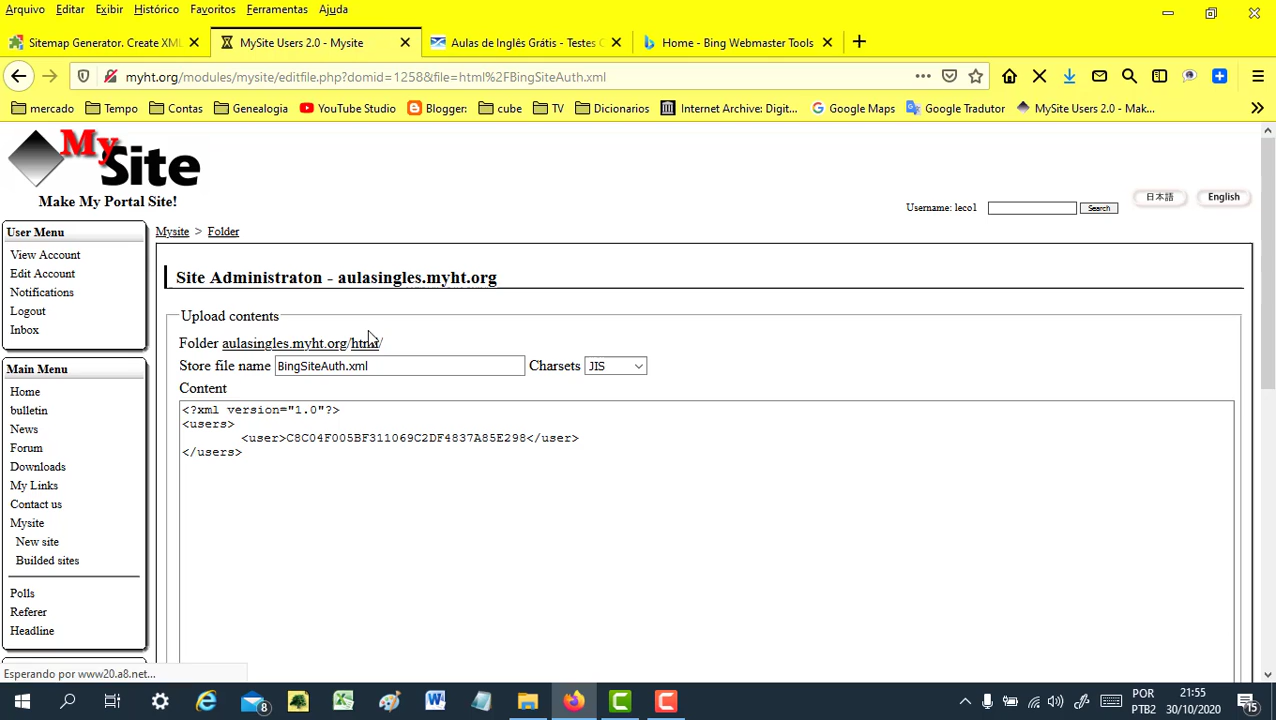 Arquivo Editar Exibir Histórico Favoritos Ferramentas Ajuda
Sitemap Generator. Create XML
MySite Users 2.0 - Mysite
Aulas de Inglês Grátis - Testes
Home - Bing Webmaster Tools
myht.org/modules/mysite/editfile.php?domid=1258&file=html%2FBingSiteAuth.xml
mercado Tempo Contas Genealogia YouTube Studio Blogger: cube TV Dicionarios Internet Archive: Digit... Google Maps Google Tradutor MySite Users 2.0 - Mak...
My Site
Make My Portal Site!
Username: leco1 Search 日本語 English
User Menu
View Account
Edit Account
Notifications
Logout
Inbox
Main Menu
Home
bulletin
News
Forum
Downloads
My Links
Contact us
Mysite
New site
Builded sites
Polls
Referer
Headline
Mysite > Folder
Site Administraton - aulasingles.myht.org
Upload contents
Folder aulasingles.myht.org/html/
Store file name BingSiteAuth.xml Charsets JIS
Content
<?xml version="1.0"?>
<users>
<user>C8C04F005BF311069C2DF4837A85E298</user>
</users>
Esperando por www20.a8.net...
8
POR
PTB2
21:55
30/10/2020
15